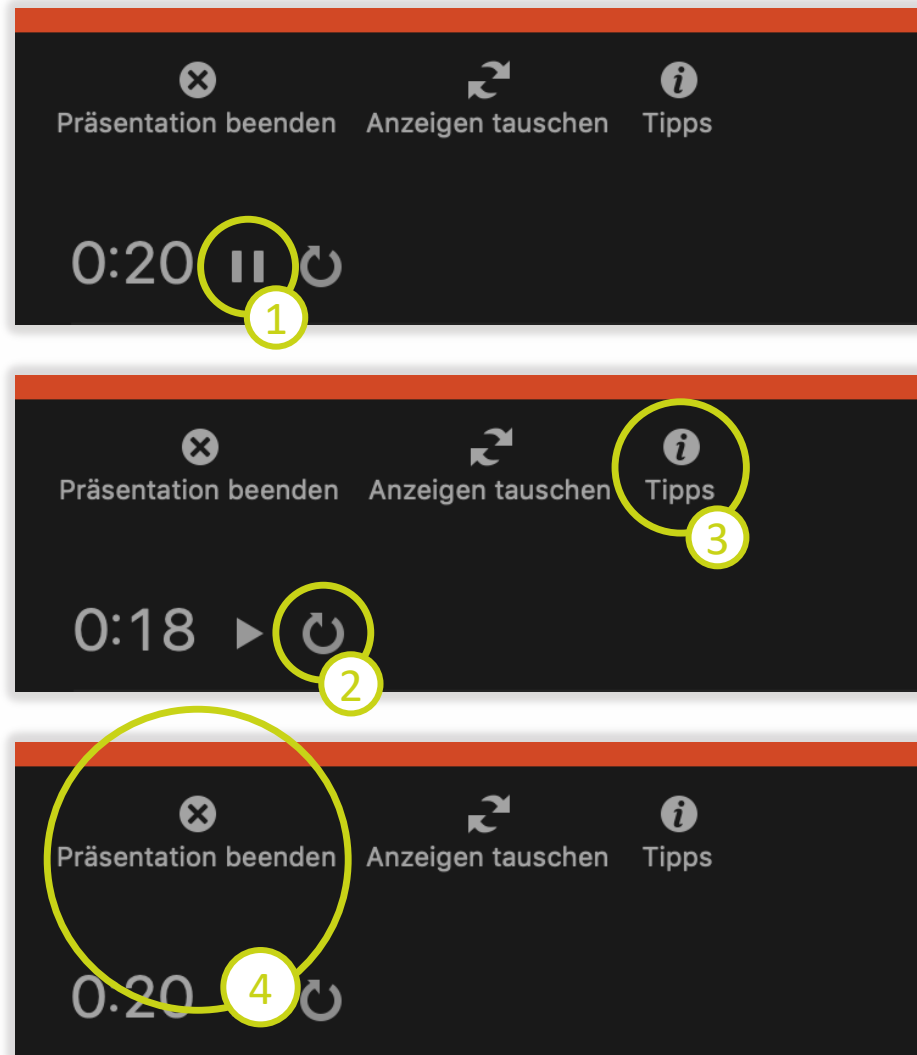 Präsentation beenden Anzeigen tauschen Tipps
0:20
1
Präsentation beenden Anzeigen tauschen Tipps
3
0:18
2
Präsentation beenden Anzeigen tauschen Tipps
0:20 4